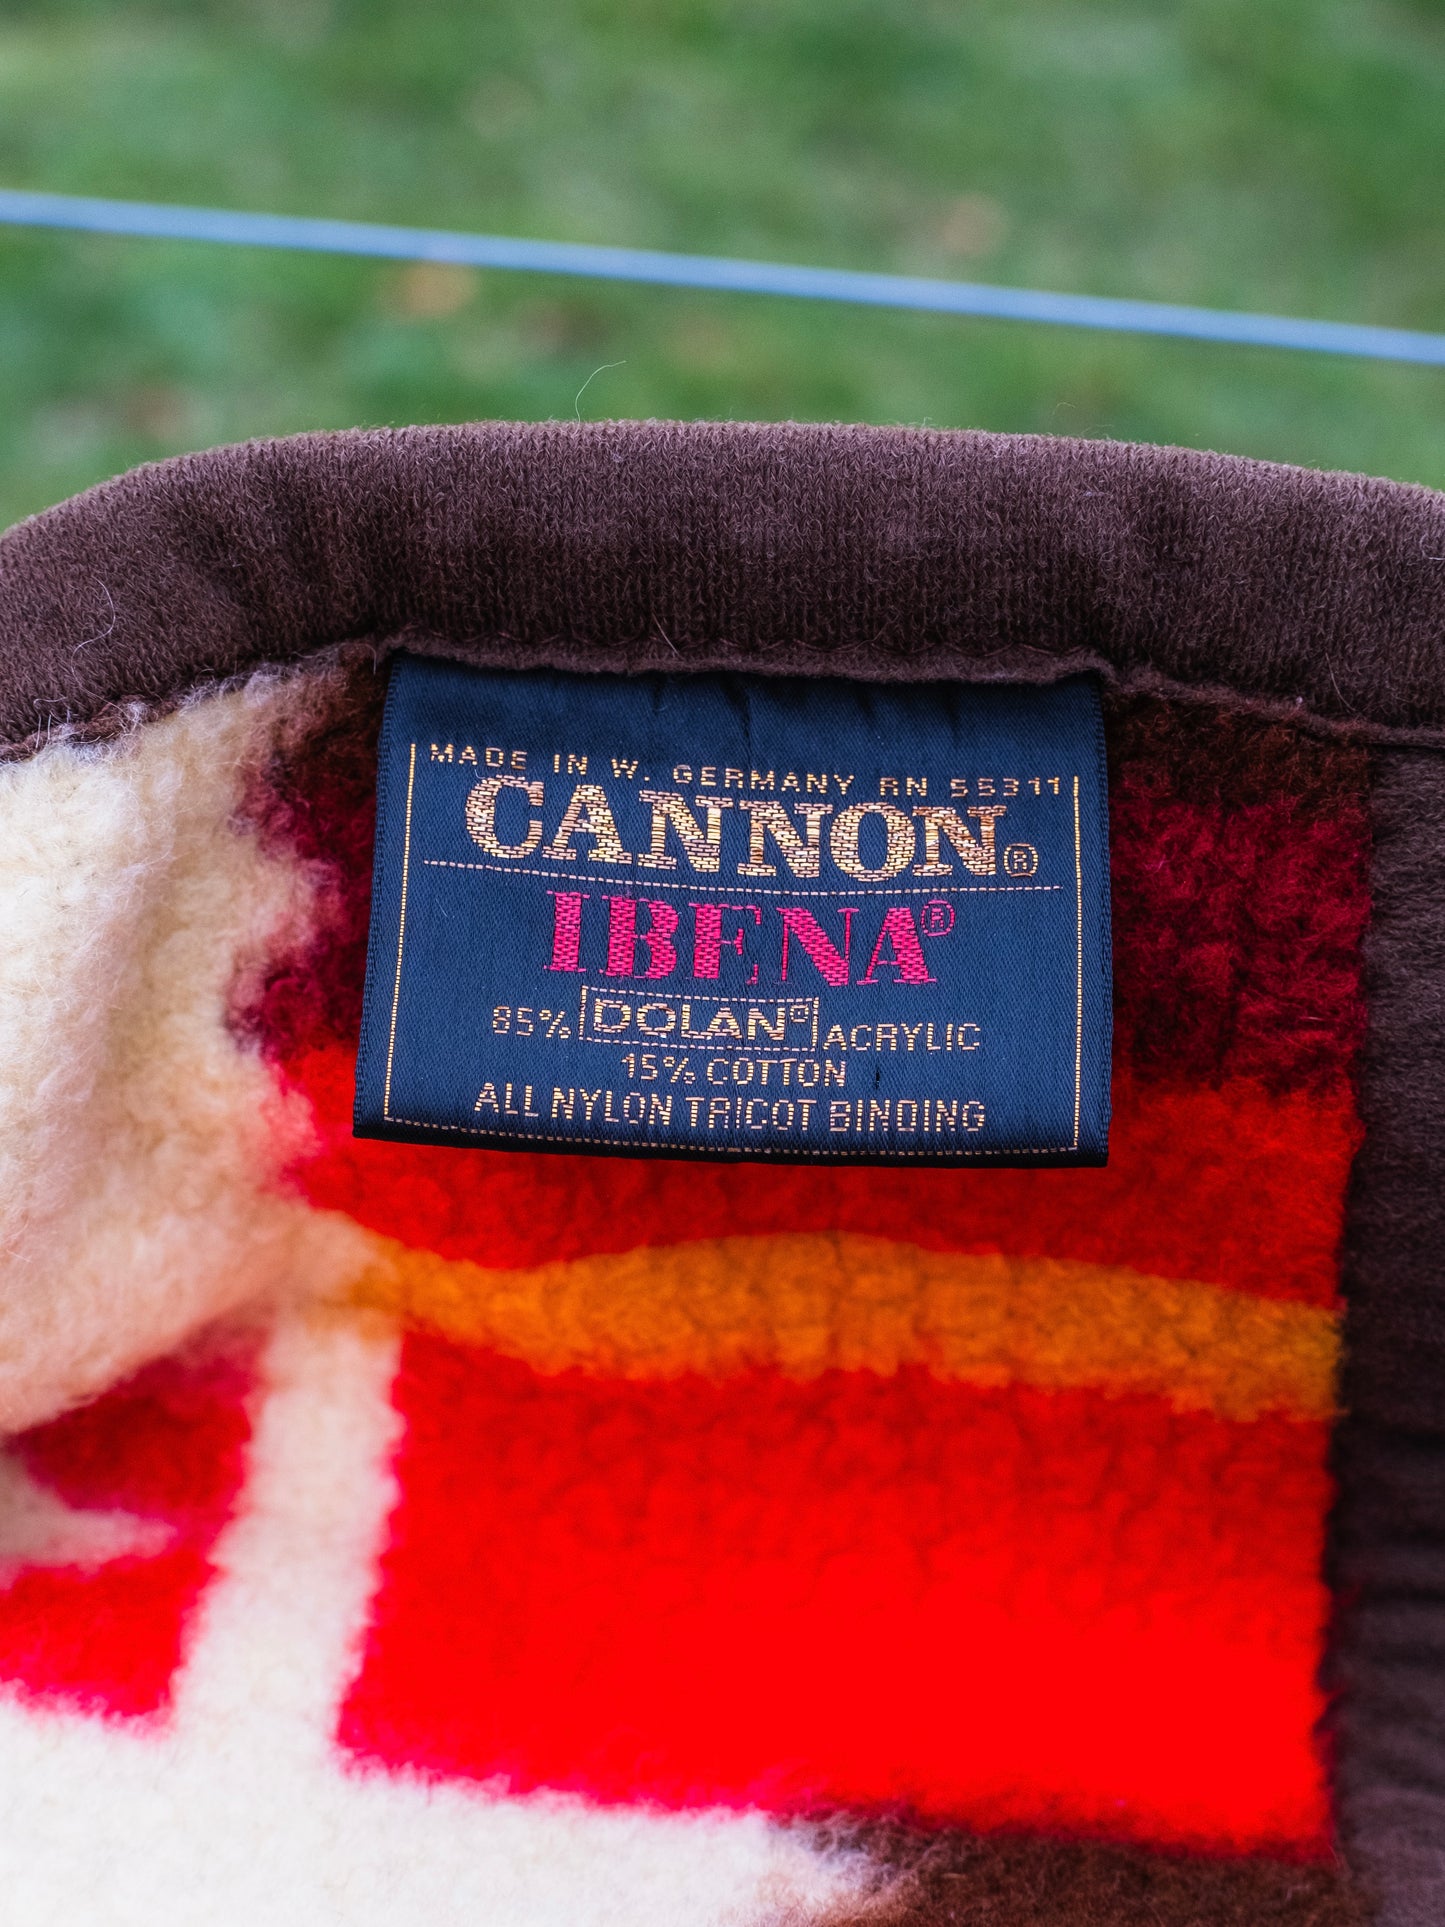 MADE IN W. GERMANY RN 55311
CANNON®
IBENA®
85% DOLAN® ACRYLIC
15% COTTON
ALL NYLON TRICOT BINDING